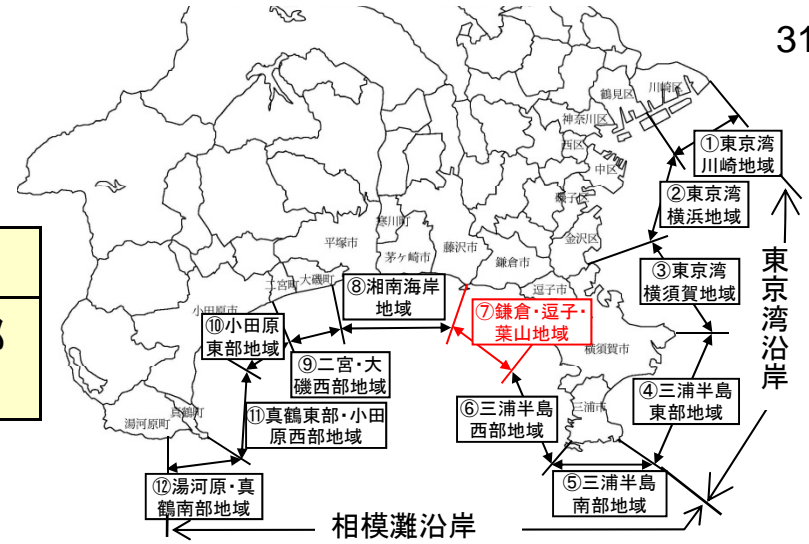 31
鶴見区
川崎区
神奈川区
西区
中区
磯子区
金沢区
①東京湾
川崎地域
②東京湾
横浜地域
③東京湾
横須賀地域
東京湾沿岸
寒川町
平塚市
茅ヶ崎市
藤沢市
鎌倉市
逗子市
二宮町
大磯町
小田原市
横須賀市
三浦市
真鶴町
湯河原町
⑧湘南海岸
地域
⑦鎌倉・逗子・
葉山地域
⑩小田原
東部地域
⑨二宮・大
磯西部地域
④三浦半島
東部地域
⑥三浦半島
西部地域
⑪真鶴東部・小田
原西部地域
⑤三浦半島
南部地域
⑫湯河原・真
鶴南部地域
相模灘沿岸